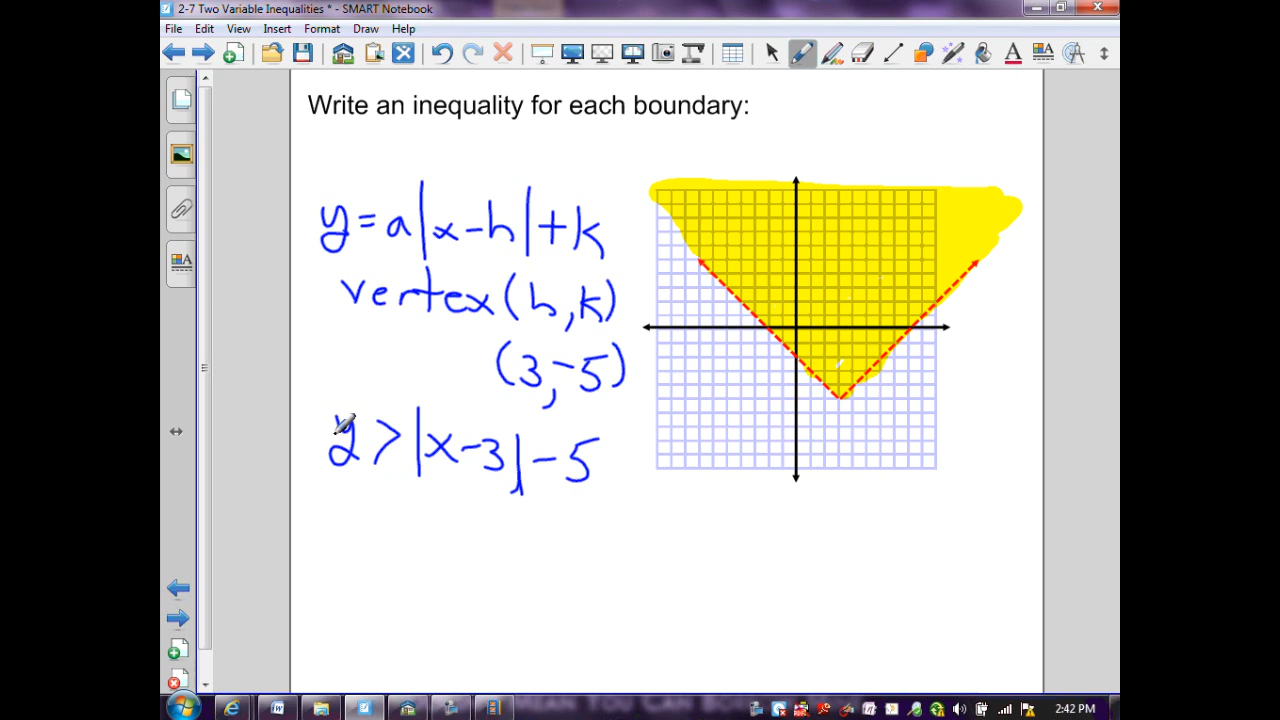 2-7 Two Variable Inequalities * - SMART Notebook
File Edit View Insert Format Draw Help
Write an inequality for each boundary:
y = a|x-h| + k
vertex (h, k)
(3, -5)
y > |x-3| - 5
2:42 PM